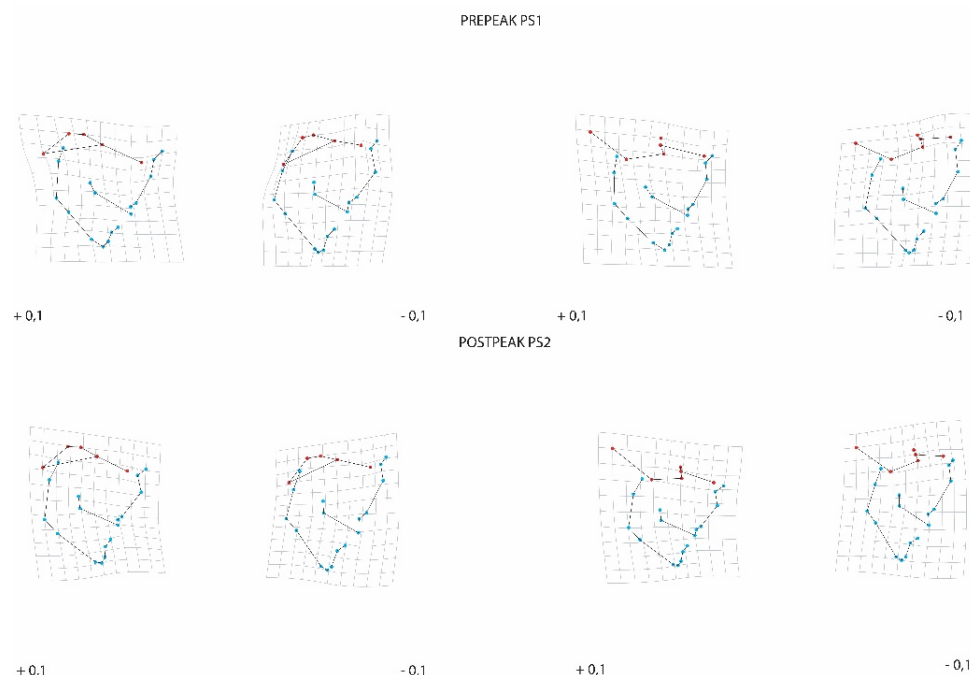 PREPEAK PS1
+ 0,1 - 0,1 + 0,1 - 0,1
POSTPEAK PS2
+ 0.1 - 0.1 + 0,1 - 0,1